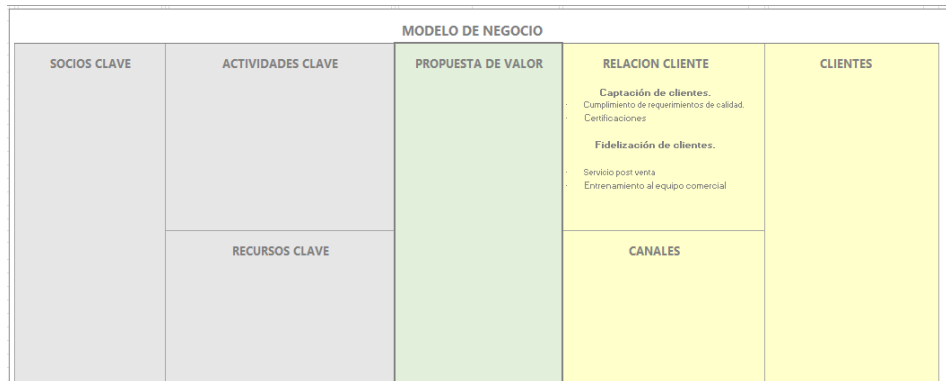 MODELO DE NEGOCIO
SOCIOS CLAVE
ACTIVIDADES CLAVE
PROPUESTA DE VALOR
RELACION CLIENTE
CLIENTES
Captación de clientes.
· Cumplimiento de requerimientos de calidad.
· Certificaciones
Fidelización de clientes.
· Servicio post venta
· Entrenamiento al equipo comercial
RECURSOS CLAVE
CANALES